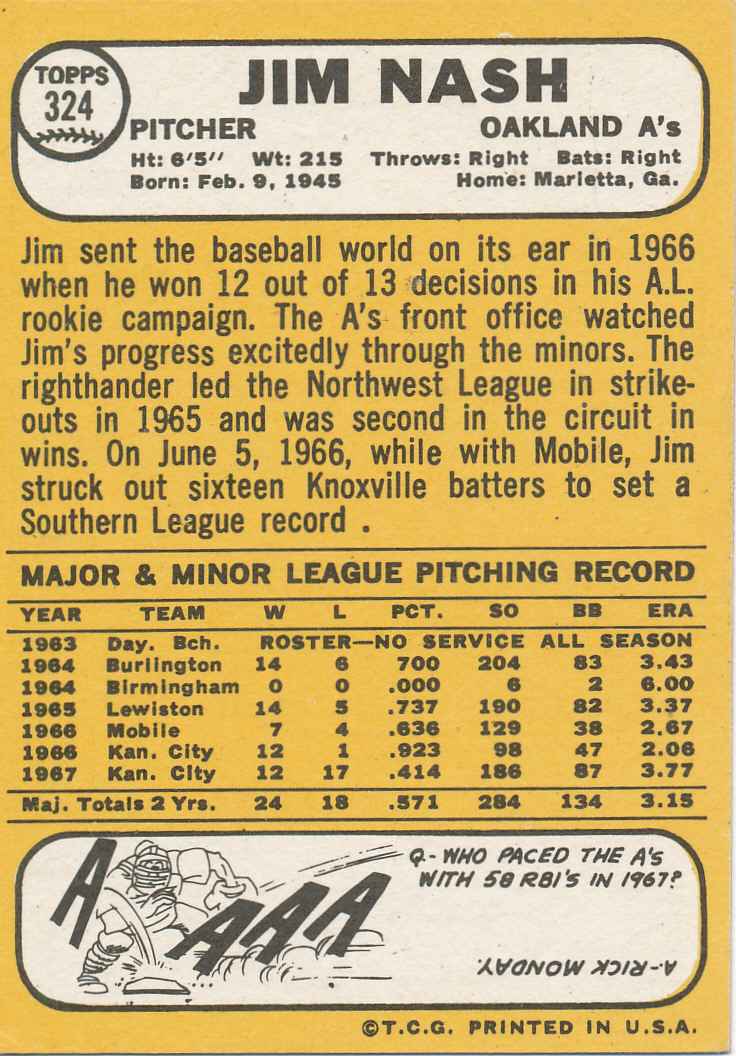 TOPPS
324
JIM NASH
PITCHER OAKLAND A's
Ht: 6'5" Wt: 215 Throws: Right Bats: Right
Born: Feb. 9, 1945 Home: Marietta, Ga.
Jim sent the baseball world on its ear in 1966
when he won 12 out of 13 decisions in his A.L.
rookie campaign. The A's front office watched
Jim's progress excitedly through the minors. The
righthander led the Northwest League in strike-
outs in 1965 and was second in the circuit in
wins. On June 5, 1966, while with Mobile, Jim
struck out sixteen Knoxville batters to set a
Southern League record .
MAJOR & MINOR LEAGUE PITCHING RECORD
YEAR TEAM W L PCT. SO BB ERA
1963 Day. Bch. ROSTER—NO SERVICE ALL SEASON
1964 Burlington 14 6 700 204 83 3.43
1964 Birmingham 0 0 .000 6 2 6.00
1965 Lewiston 14 5 .737 190 82 3.37
1966 Mobile 7 4 .636 129 38 2.67
1966 Kan. City 12 1 .923 98 47 2.06
1967 Kan. City 12 17 .414 186 87 3.77
Maj. Totals 2 Yrs. 24 18 .571 284 134 3.15
A AAA
Q.- WHO PACED THE A'S
WITH 58 RBI'S IN 1967?
A-RICK MONDAY.
©T.C.G. PRINTED IN U.S.A.